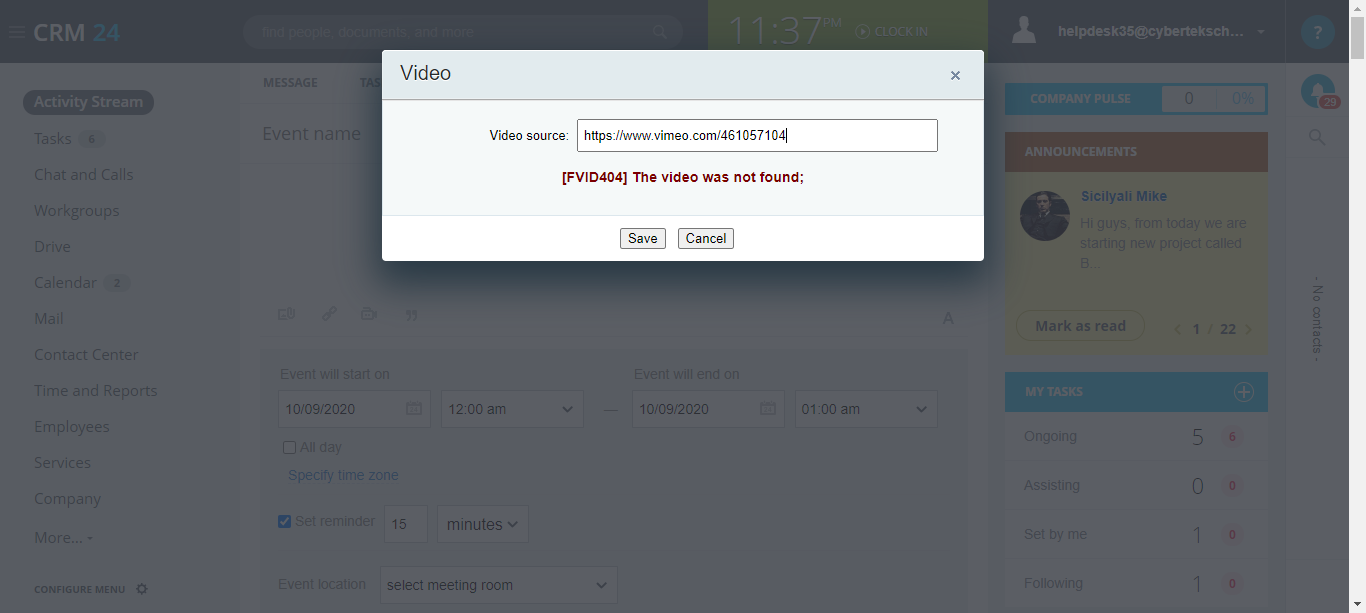 CRM 24
find people, documents, and more
11:37 PM
CLOCK IN
helpdesk35@cyberteksch...
?
Video
×
Video source: https://www.vimeo.com/461057104
[FVID404] The video was not found;
Save Cancel
Activity Stream
Tasks 6
Chat and Calls
Workgroups
Drive
Calendar 2
Mail
Contact Center
Time and Reports
Employees
Services
Company
More...
CONFIGURE MENU
MESSAGE TAS
Event name
A
Event will start on Event will end on
10/09/2020 12:00 am — 10/09/2020 01:00 am
All day
Specify time zone
Set reminder 15 minutes
Event location select meeting room
COMPANY PULSE 0 0%
ANNOUNCEMENTS
Sicilyali Mike
Hi guys, from today we are
starting new project called
B...
Mark as read < 1 / 22 >
MY TASKS
Ongoing 5 6
Assisting 0 0
Set by me 1 0
Following 1 0
29
- No contacts -